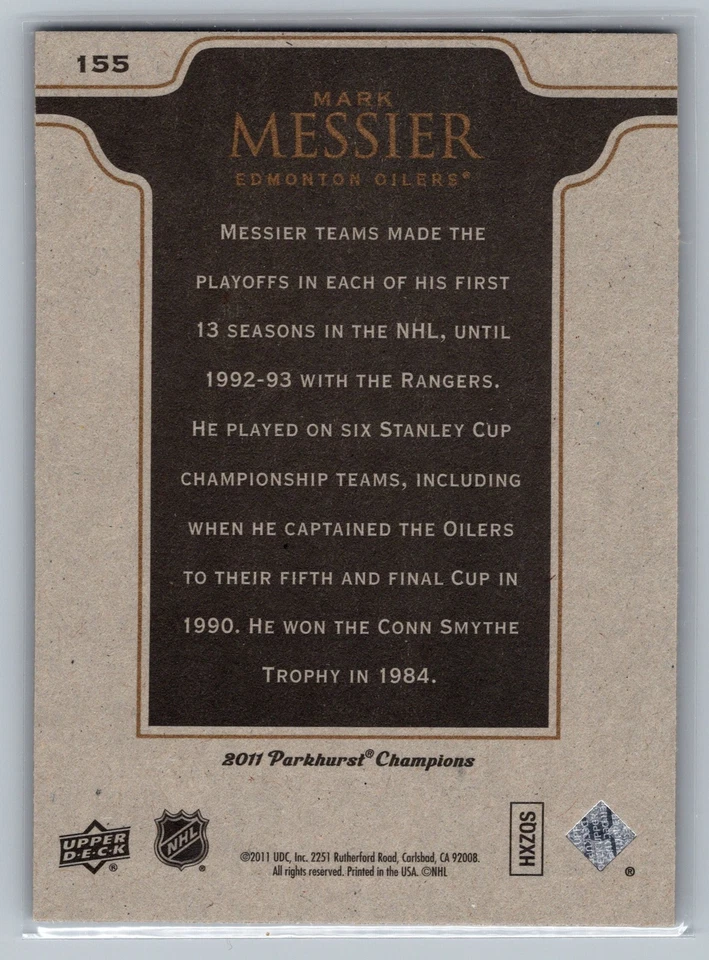 155
MARK
MESSIER
EDMONTON OILERS®
MESSIER TEAMS MADE THE
PLAYOFFS IN EACH OF HIS FIRST
13 SEASONS IN THE NHL, UNTIL
1992-93 WITH THE RANGERS.
HE PLAYED ON SIX STANLEY CUP
CHAMPIONSHIP TEAMS, INCLUDING
WHEN HE CAPTAINED THE OILERS
TO THEIR FIFTH AND FINAL CUP IN
1990. HE WON THE CONN SMYTHE
TROPHY IN 1984.
2011 Parkhurst® Champions
UPPER
D·E·C·K
®
NHL
®
©2011 UDC, Inc. 2251 Rutherford Road, Carlsbad, CA 92008.
All rights reserved. Printed in the USA. ©NHL
HXZQS
®